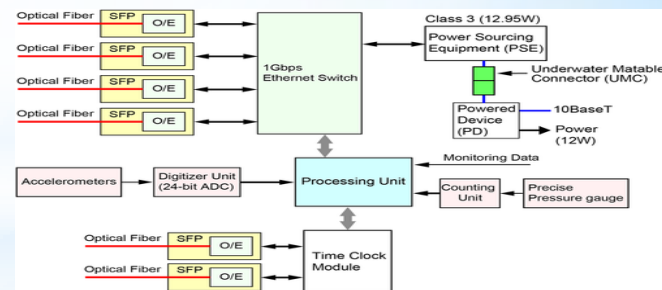 Optical Fiber
SFP
O/E
Optical Fiber
SFP
O/E
Optical Fiber
SFP
O/E
Optical Fiber
SFP
O/E
1Gbps
Ethernet Switch
Class 3 (12.95W)
Power Sourcing
Equipment (PSE)
Underwater Matable
Connector (UMC)
Powered
Device
(PD)
10BaseT
Power
(12W)
Accelerometers
Digitizer Unit
(24-bit ADC)
Processing Unit
Monitoring Data
Counting
Unit
Precise
Pressure gauge
Optical Fiber
SFP
O/E
Optical Fiber
SFP
O/E
Time Clock
Module